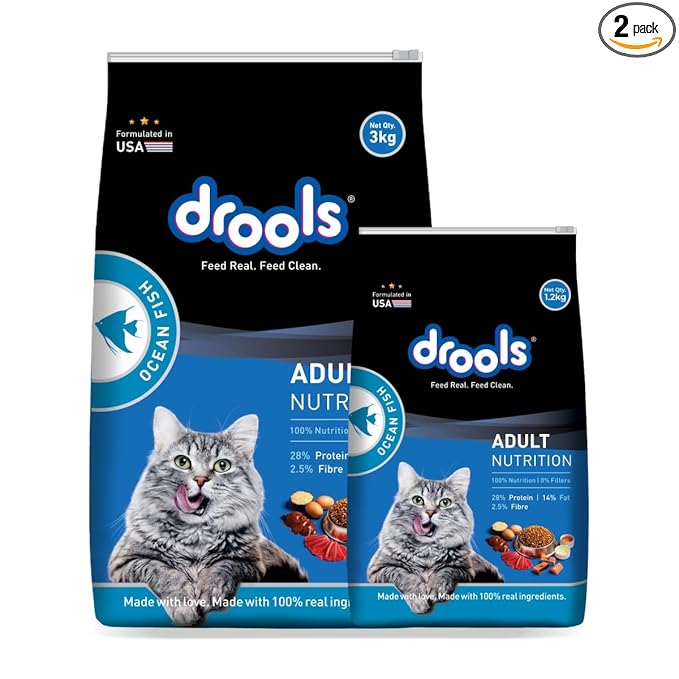 2 pack
Formulated in
USA
Net Qty.
3kg
drools®
Feed Real. Feed Clean.
OCEAN FISH
ADU
NUTR
100% Nutritio
28% Protein
2.5% Fibre
Made with love. Made with 100% real ingr
Formulated in
USA
Net Qty.
1.2kg
drools®
Feed Real. Feed Clean.
OCEAN FISH
ADULT
NUTRITION
100% Nutrition | 0% Fillers
28% Protein | 14% Fat
2.5% Fibre
Made with love. Made with 100% real ingredients.